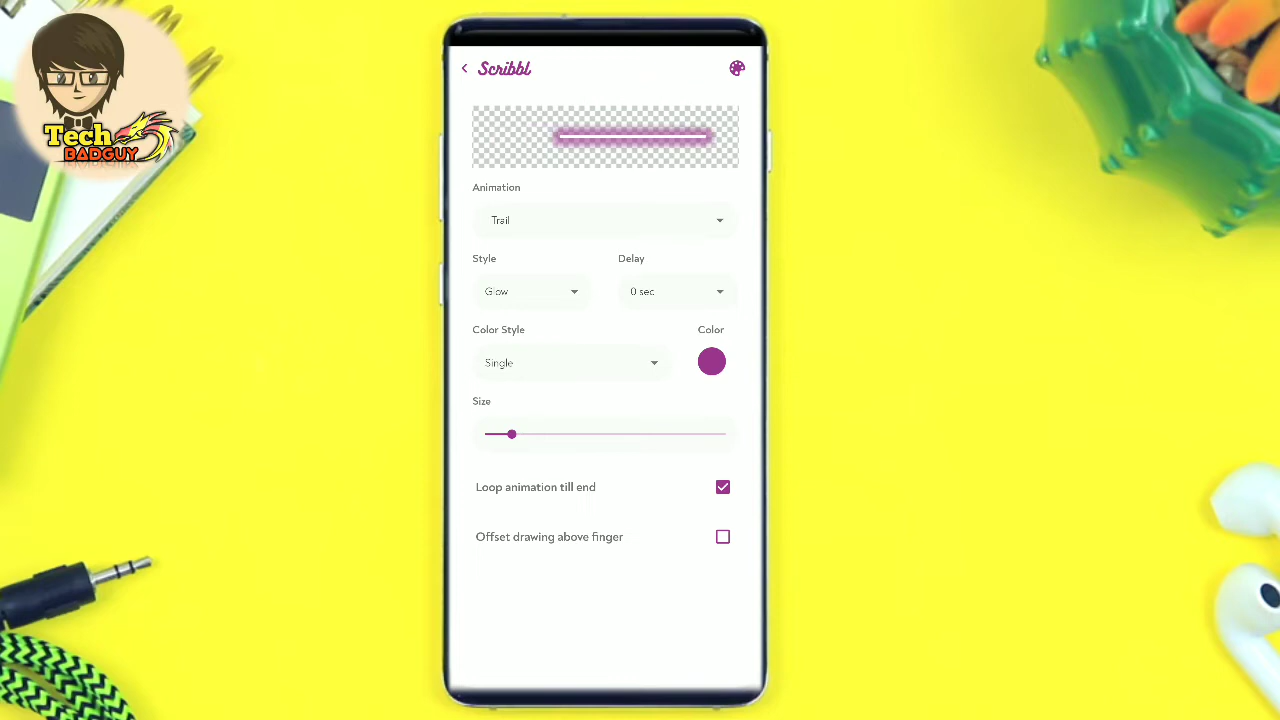 Tech
BADGUY
Scribbl
Animation
Trail
Style
Delay
Glow
0 sec
Color Style
Color
Single
Size
Loop animation till end
Offset drawing above finger